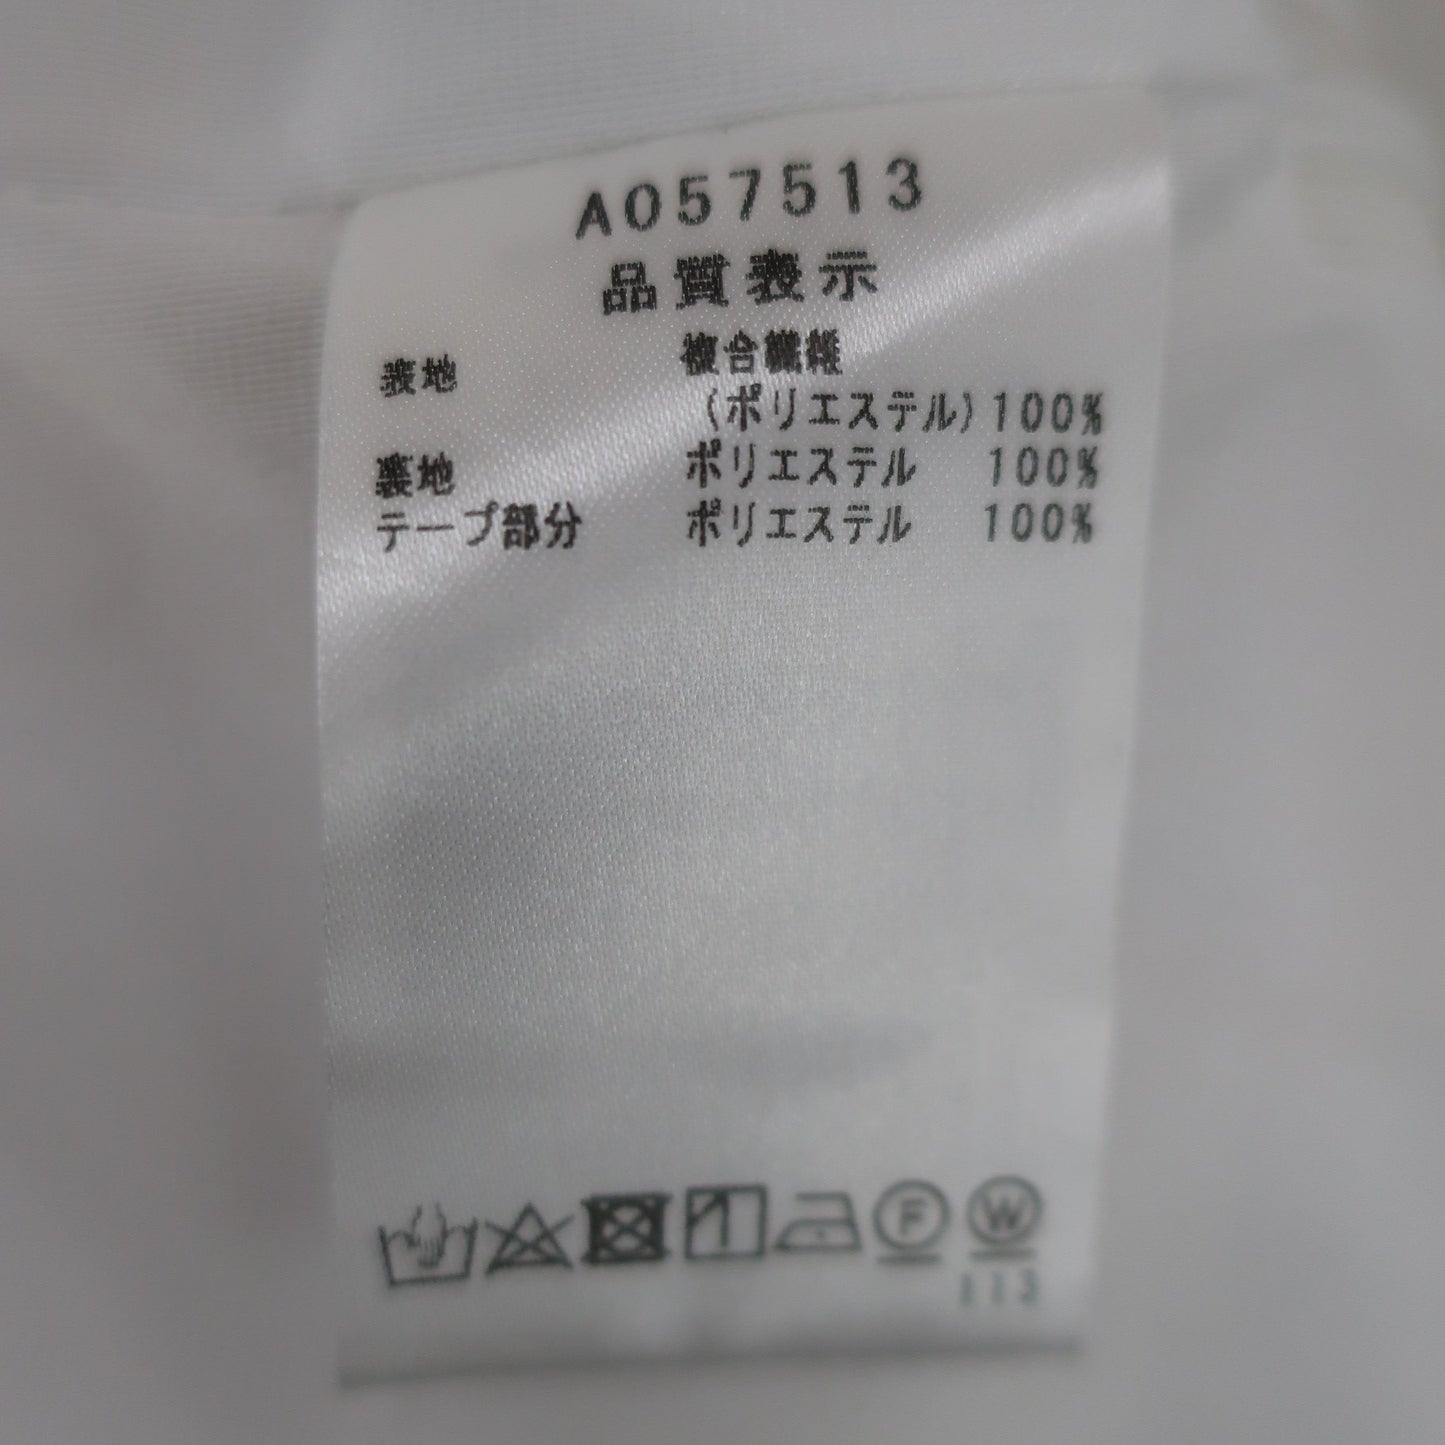 A057513
品質表示
表地 複合繊維
(ポリエステル)100%
裏地 ポリエステル 100%
テープ部分 ポリエステル 100%
F W
113